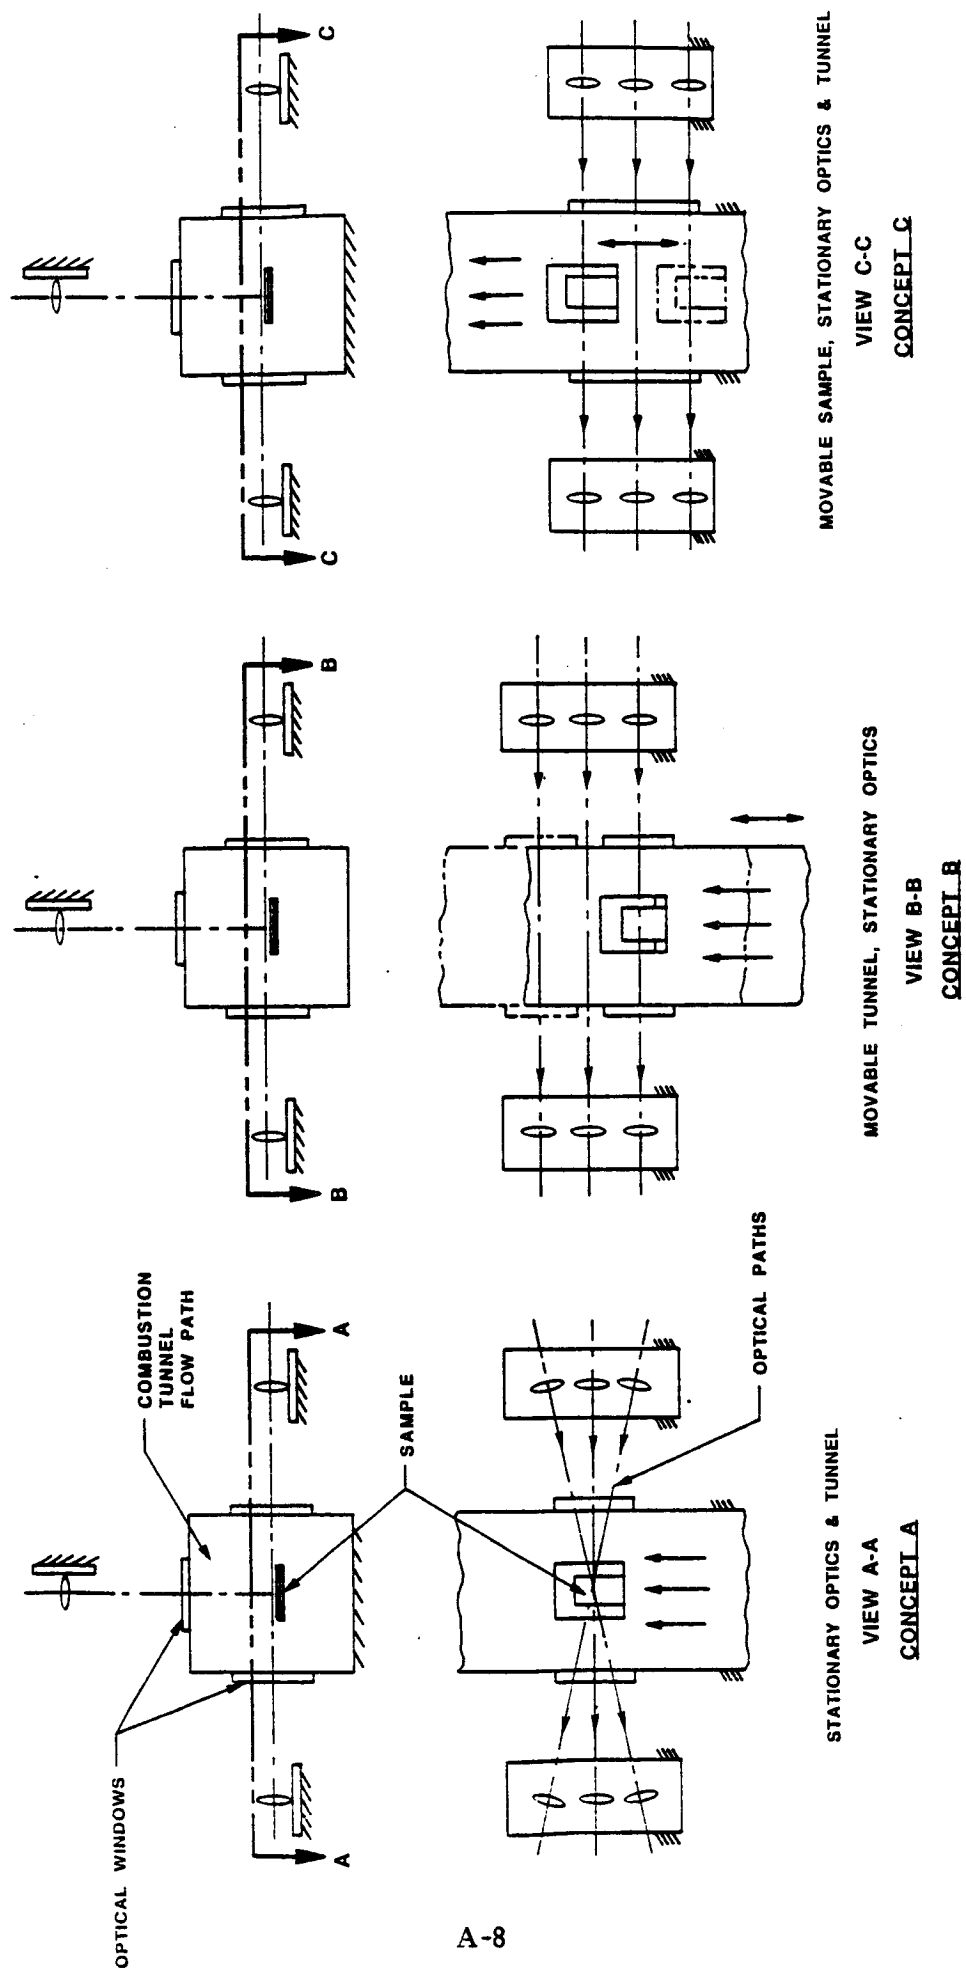 OPTICAL WINDOWS
COMBUSTION
TUNNEL
FLOW PATH
A
A
SAMPLE
OPTICAL PATHS
STATIONARY OPTICS & TUNNEL
VIEW A-A
CONCEPT A
B
B
MOVABLE TUNNEL, STATIONARY OPTICS
VIEW B-B
CONCEPT B
C
C
MOVABLE SAMPLE, STATIONARY OPTICS & TUNNEL
VIEW C-C
CONCEPT C
A-8